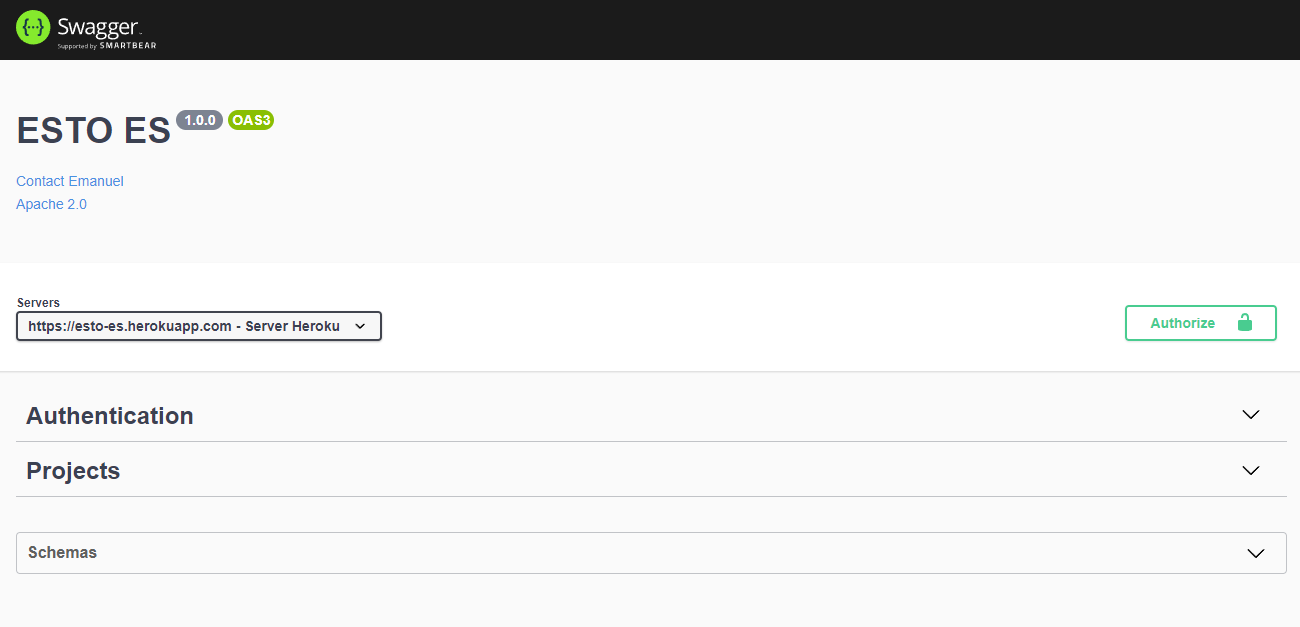 {···} Swagger
Supported by SMARTBEAR
ESTO ES 1.0.0 OAS3
Contact Emanuel
Apache 2.0
Servers
https://esto-es.herokuapp.com - Server Heroku
Authorize
Authentication
Projects
Schemas